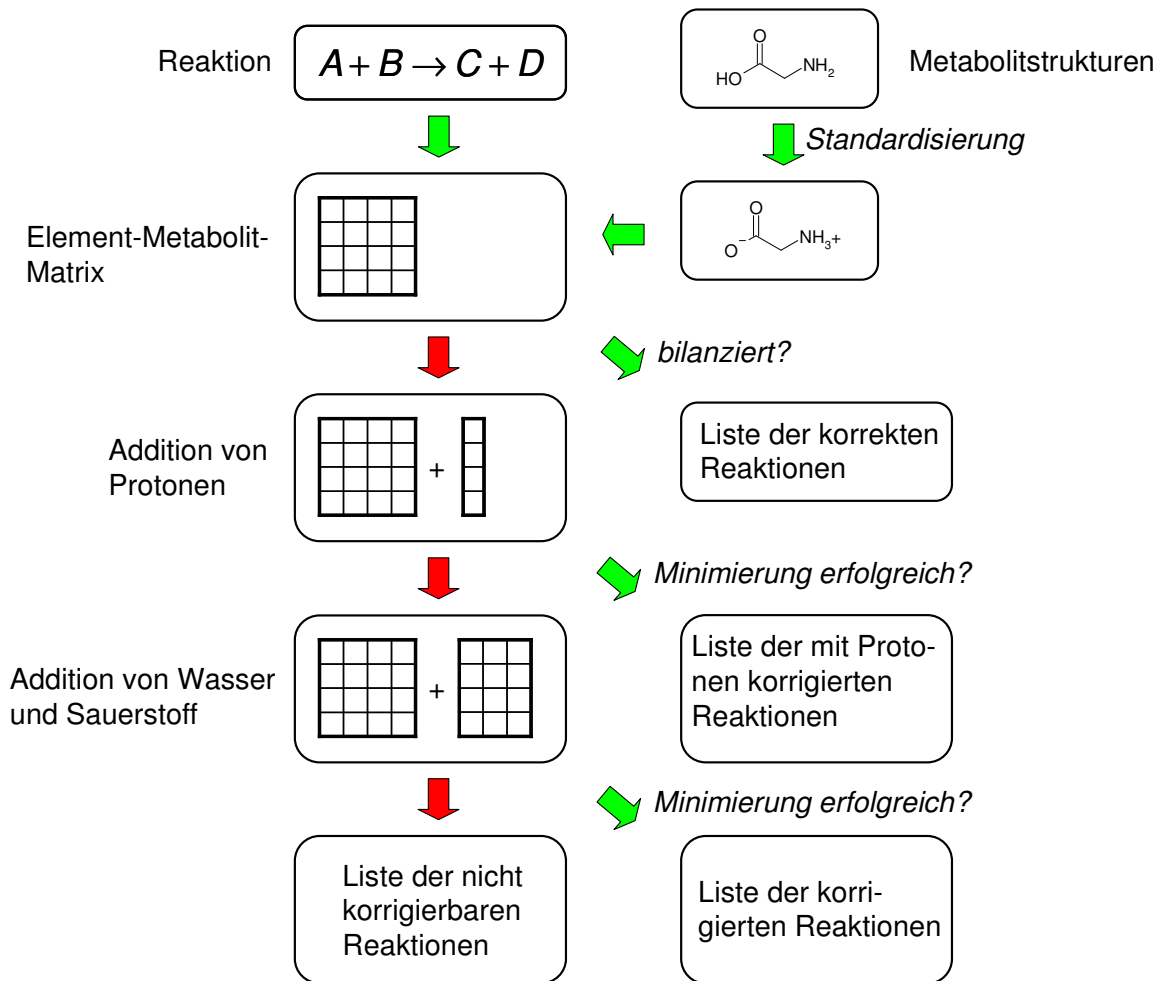 Reaktion
A + B → C + D
O
HO
NH2
Metabolitstrukturen
Standardisierung
Element-Metabolit-
Matrix
O
O−
NH3+
bilanziert?
Addition von
Protonen
+
Liste der korrekten
Reaktionen
Minimierung erfolgreich?
Addition von Wasser
und Sauerstoff
+
Liste der mit Proto-
nen korrigierten
Reaktionen
Minimierung erfolgreich?
Liste der nicht
korrigierbaren
Reaktionen
Liste der korri-
gierten Reaktionen